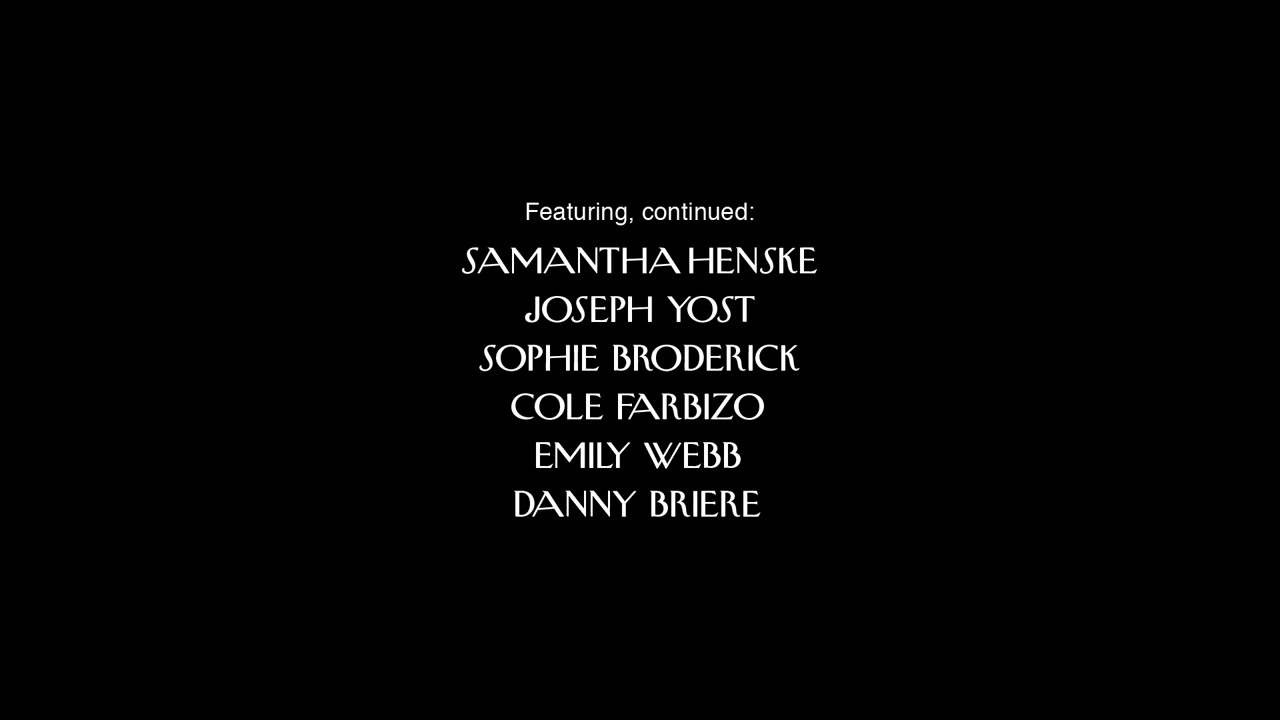 Featuring, continued:
SAMANTHA HENSKE
JOSEPH YOST
SOPHIE BRODERICK
COLE FARBIZO
EMILY WEBB
DANNY BRIERE